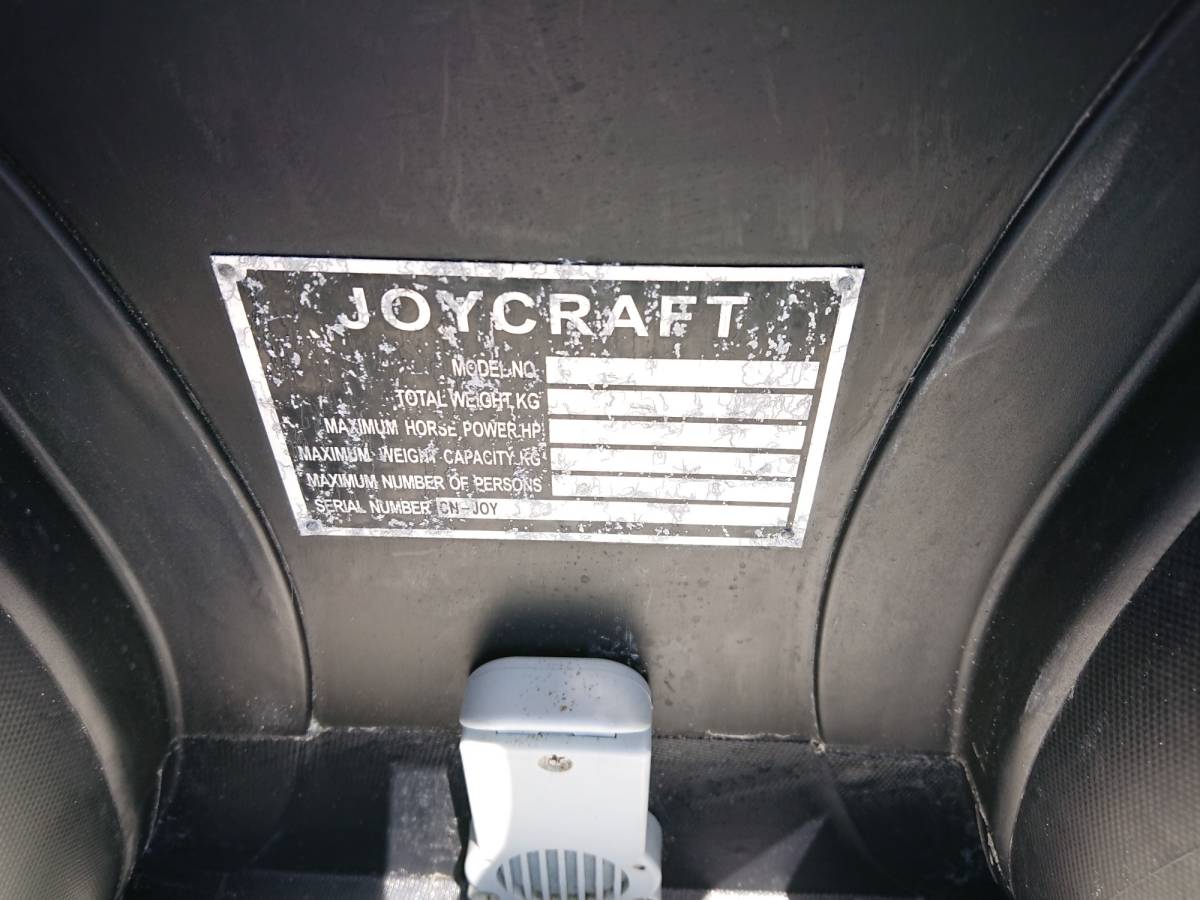 JOYCRAFT
MODEL NO.
TOTAL WEIGHT KG
MAXIMUM HORSE POWER HP
MAXIMUM WEIGHT CAPACITY KG
MAXIMUM NUMBER OF PERSONS
SERIAL NUMBER CN-JOY